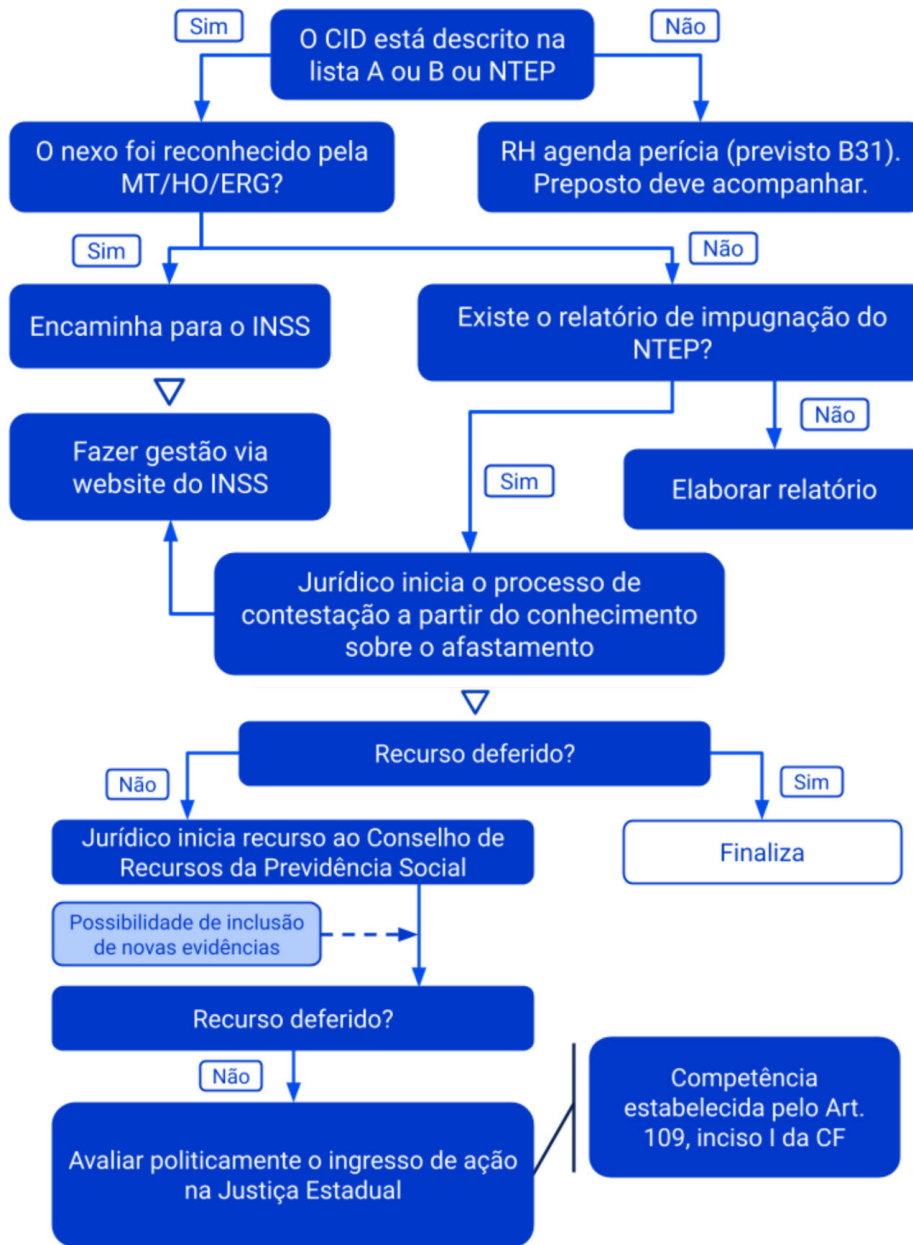 Sim
O CID está descrito na
lista A ou B ou NTEP
Não
O nexo foi reconhecido pela
MT/HO/ERG?
RH agenda perícia (previsto B31).
Preposto deve acompanhar.
Sim
Não
Encaminha para o INSS
Existe o relatório de impugnação do
NTEP?
Fazer gestão via
website do INSS
Sim
Não
Elaborar relatório
Jurídico inicia o processo de
contestação a partir do conhecimento
sobre o afastamento
Recurso deferido?
Não
Sim
Jurídico inicia recurso ao Conselho de
Recursos da Previdência Social
Finaliza
Possibilidade de inclusão
de novas evidências
Recurso deferido?
Não
Avaliar politicamente o ingresso de ação
na Justiça Estadual
Competência
estabelecida pelo Art.
109, inciso I da CF